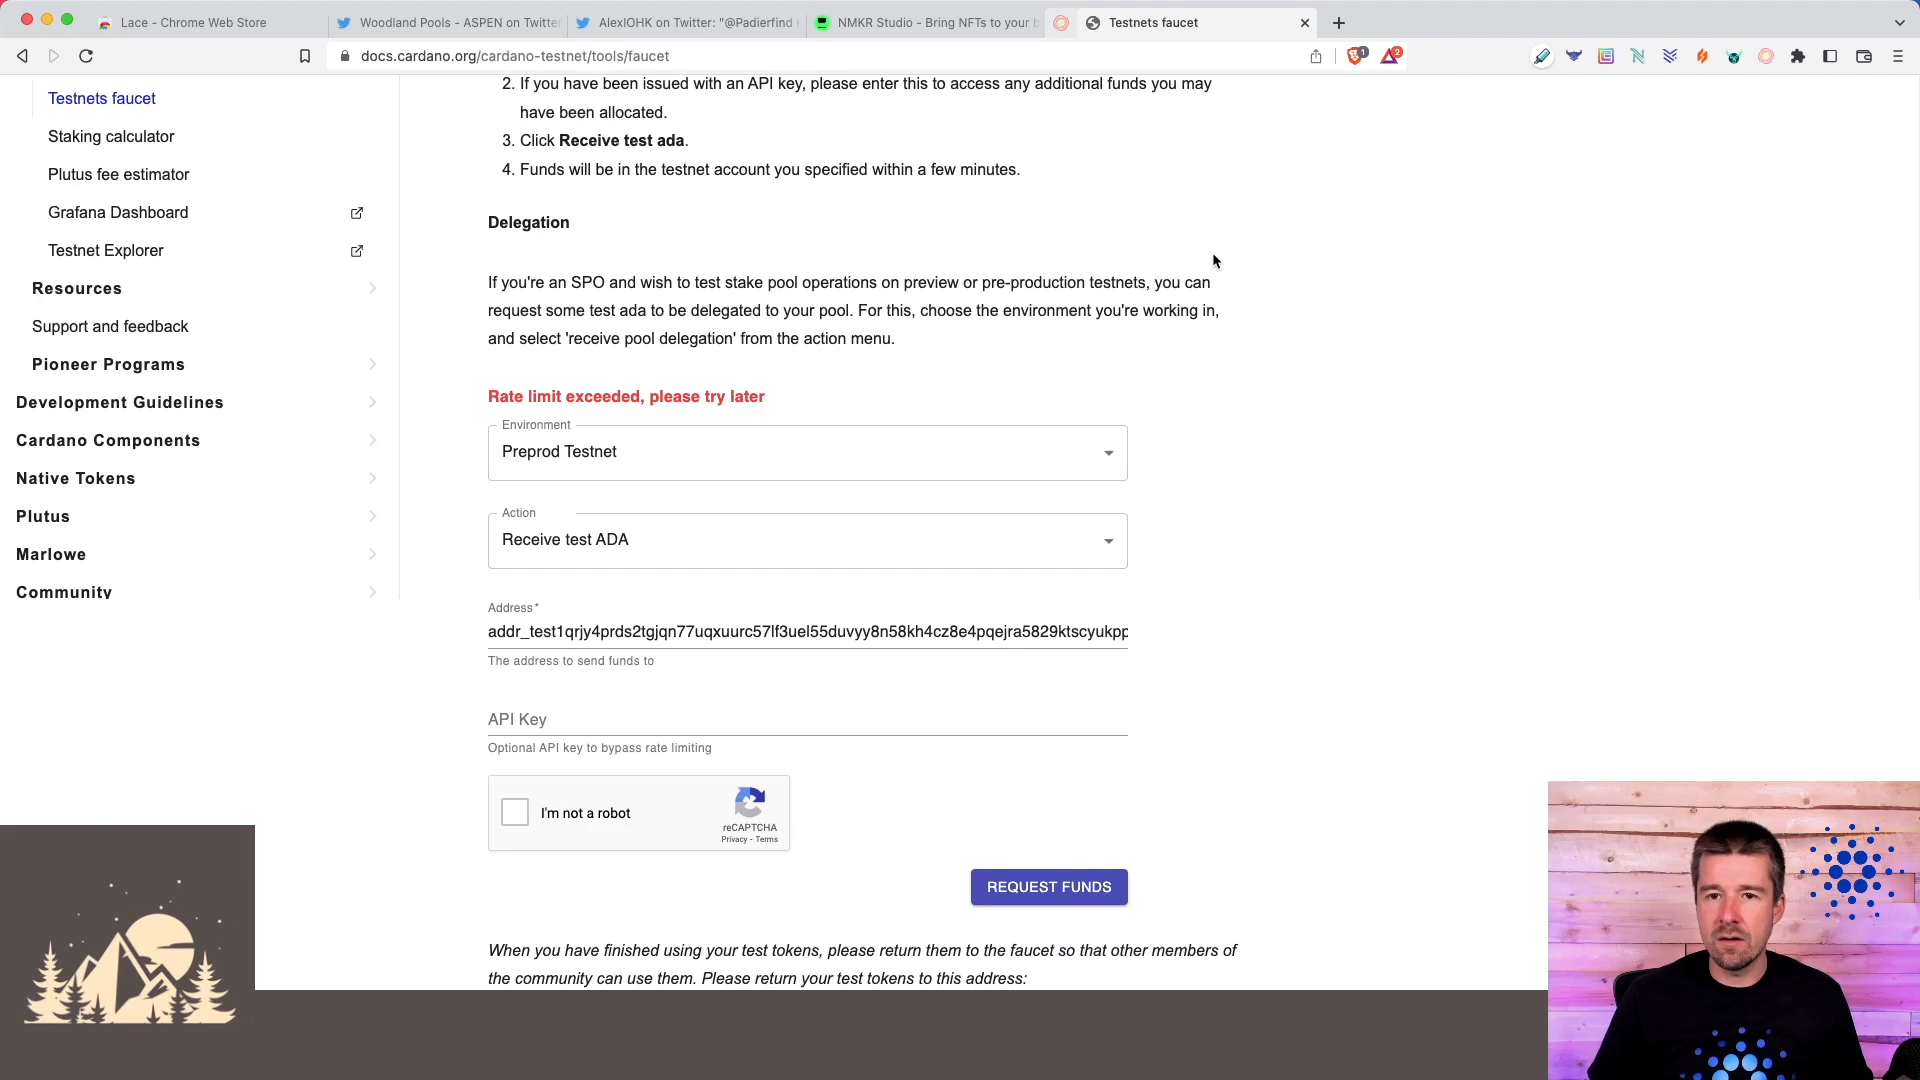 Lace - Chrome Web Store
Woodland Pools - ASPEN on Twitter
AlexIOHK on Twitter: "@Padierfind
NMKR Studio - Bring NFTs to your b
Testnets faucet
docs.cardano.org/cardano-testnet/tools/faucet
1
2
Testnets faucet
Staking calculator
Plutus fee estimator
Grafana Dashboard
Testnet Explorer
Resources
Support and feedback
Pioneer Programs
Development Guidelines
Cardano Components
Native Tokens
Plutus
Marlowe
Community
2. If you have been issued with an API key, please enter this to access any additional funds you may
have been allocated.
3. Click Receive test ada.
4. Funds will be in the testnet account you specified within a few minutes.
Delegation
If you're an SPO and wish to test stake pool operations on preview or pre-production testnets, you can
request some test ada to be delegated to your pool. For this, choose the environment you're working in,
and select 'receive pool delegation' from the action menu.
Rate limit exceeded, please try later
Environment
Preprod Testnet
Action
Receive test ADA
Address*
addr_test1qrjy4prds2tgjqn77uqxuurc57lf3uel55duvyy8n58kh4cz8e4pqejra5829ktscyukpp
The address to send funds to
API Key
Optional API key to bypass rate limiting
I'm not a robot
reCAPTCHA
Privacy - Terms
REQUEST FUNDS
When you have finished using your test tokens, please return them to the faucet so that other members of
the community can use them. Please return your test tokens to this address: